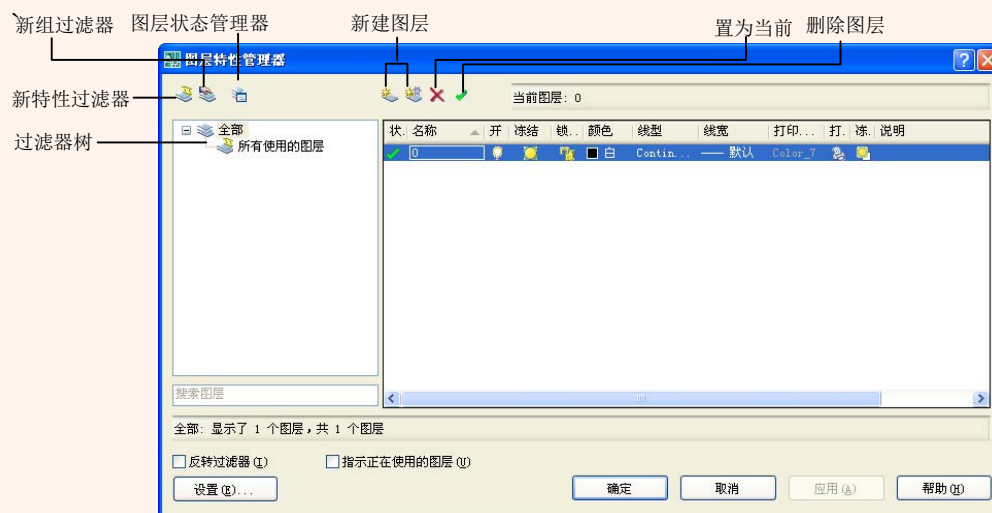 新组过滤器 图层状态管理器 新建图层 置为当前 删除图层
图层特性管理器
新特性过滤器
当前图层: 0
过滤器树
全部
所有使用的图层
状. 名称 开 冻结 锁.. 颜色 线型 线宽 打印... 打. 冻. 说明
0 白 Contin... 默认 Color_7
搜索图层
全部: 显示了 1 个图层,共 1 个图层
反转过滤器(I) 指示正在使用的图层(U)
设置(E)... 确定 取消 应用(A) 帮助(H)